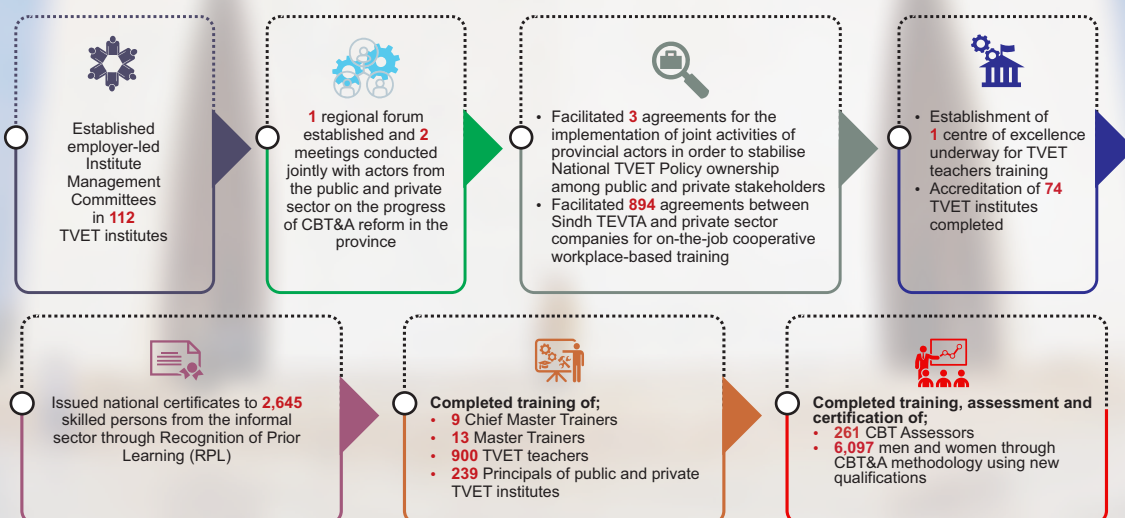 Established
employer-led
Institute
Management
Committees
in 112
TVET institutes
1 regional forum
established and 2
meetings conducted
jointly with actors from
the public and private
sector on the progress
of CBT&A reform in the
province
• Facilitated 3 agreements for the
implementation of joint activities of
provincial actors in order to stabilise
National TVET Policy ownership
among public and private stakeholders
• Facilitated 894 agreements between
Sindh TEVTA and private sector
companies for on-the-job cooperative
workplace-based training
• Establishment of
1 centre of excellence
underway for TVET
teachers training
• Accreditation of 74
TVET institutes
completed
Issued national certificates to 2,645
skilled persons from the informal
sector through Recognition of Prior
Learning (RPL)
Completed training of;
• 9 Chief Master Trainers
• 13 Master Trainers
• 900 TVET teachers
• 239 Principals of public and private
TVET institutes
Completed training, assessment and
certification of;
• 261 CBT Assessors
• 6,097 men and women through
CBT&A methodology using new
qualifications